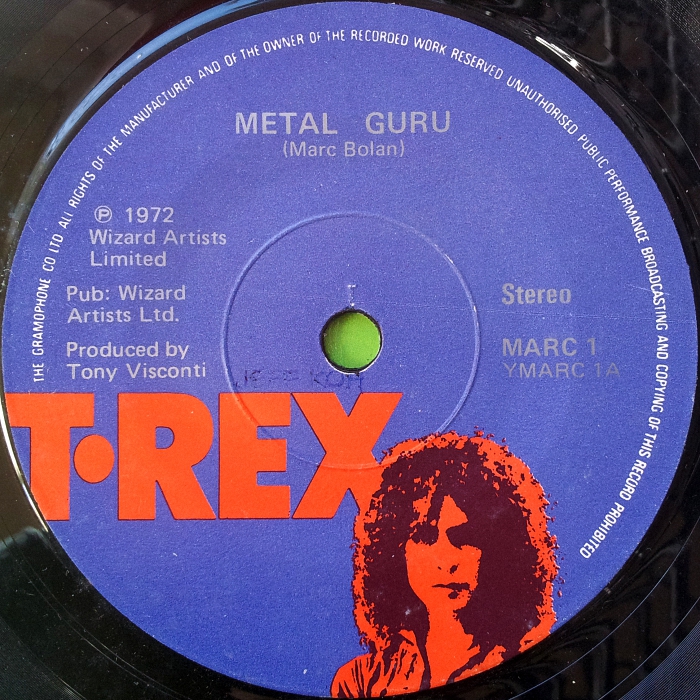 THE GRAMOPHONE CO LTD ALL RIGHTS OF THE MANUFACTURER AND OF THE OWNER OF THE RECORDED WORK RESERVED UNAUTHORISED PUBLIC PERFORMANCE BROADCASTING AND COPYING OF THIS RECORD PROHIBITED
METAL GURU
(Marc Bolan)
℗ 1972
Wizard Artists
Limited
Pub: Wizard
Artists Ltd.
Produced by
Tony Visconti
Stereo
MARC 1
YMARC 1A
T•REX